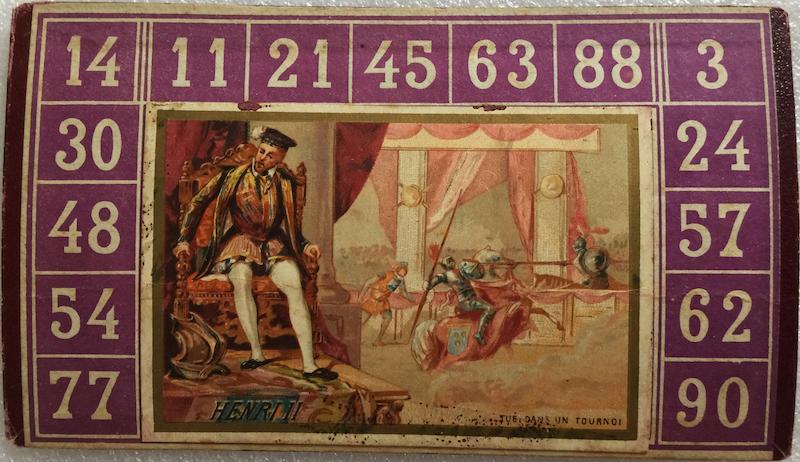 14 11 21 45 63 88 3
30 24
48 57
54 62
77 90
HENRI II
TUÉ DANS UN TOURNOI